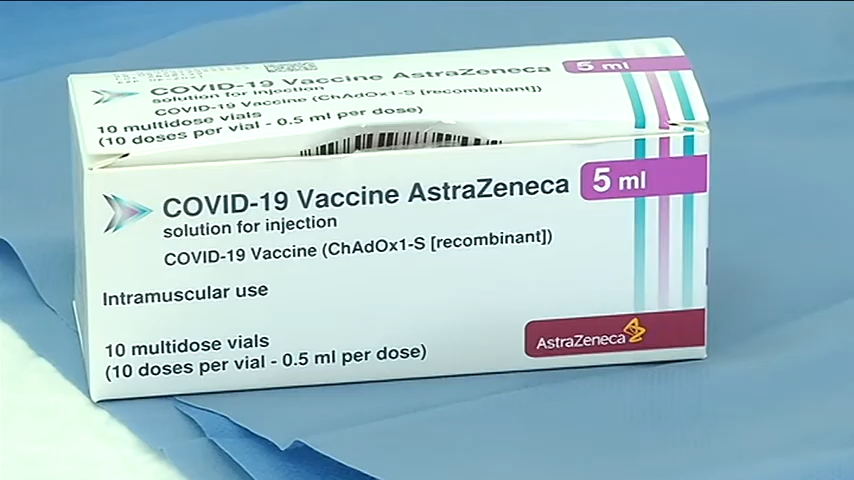 COVID-19 Vaccine AstraZeneca
5 ml
solution for injection
COVID-19 Vaccine (ChAdOx1-S [recombinant])
10 multidose vials
(10 doses per vial - 0.5 ml per dose)
COVID-19 Vaccine AstraZeneca
5 ml
solution for injection
COVID-19 Vaccine (ChAdOx1-S [recombinant])
Intramuscular use
10 multidose vials
(10 doses per vial - 0.5 ml per dose)
AstraZeneca